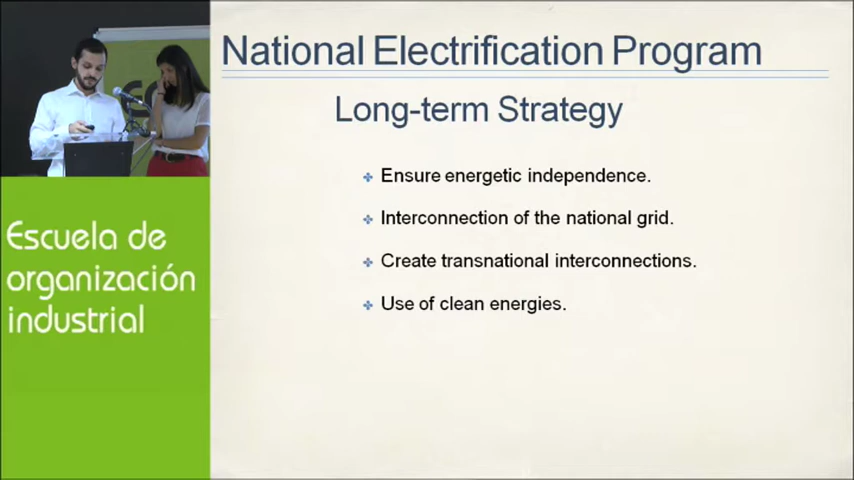 National Electrification Program
Long-term Strategy
Ensure energetic independence.
Interconnection of the national grid.
Create transnational interconnections.
Use of clean energies.
Escuela de
organización
industrial